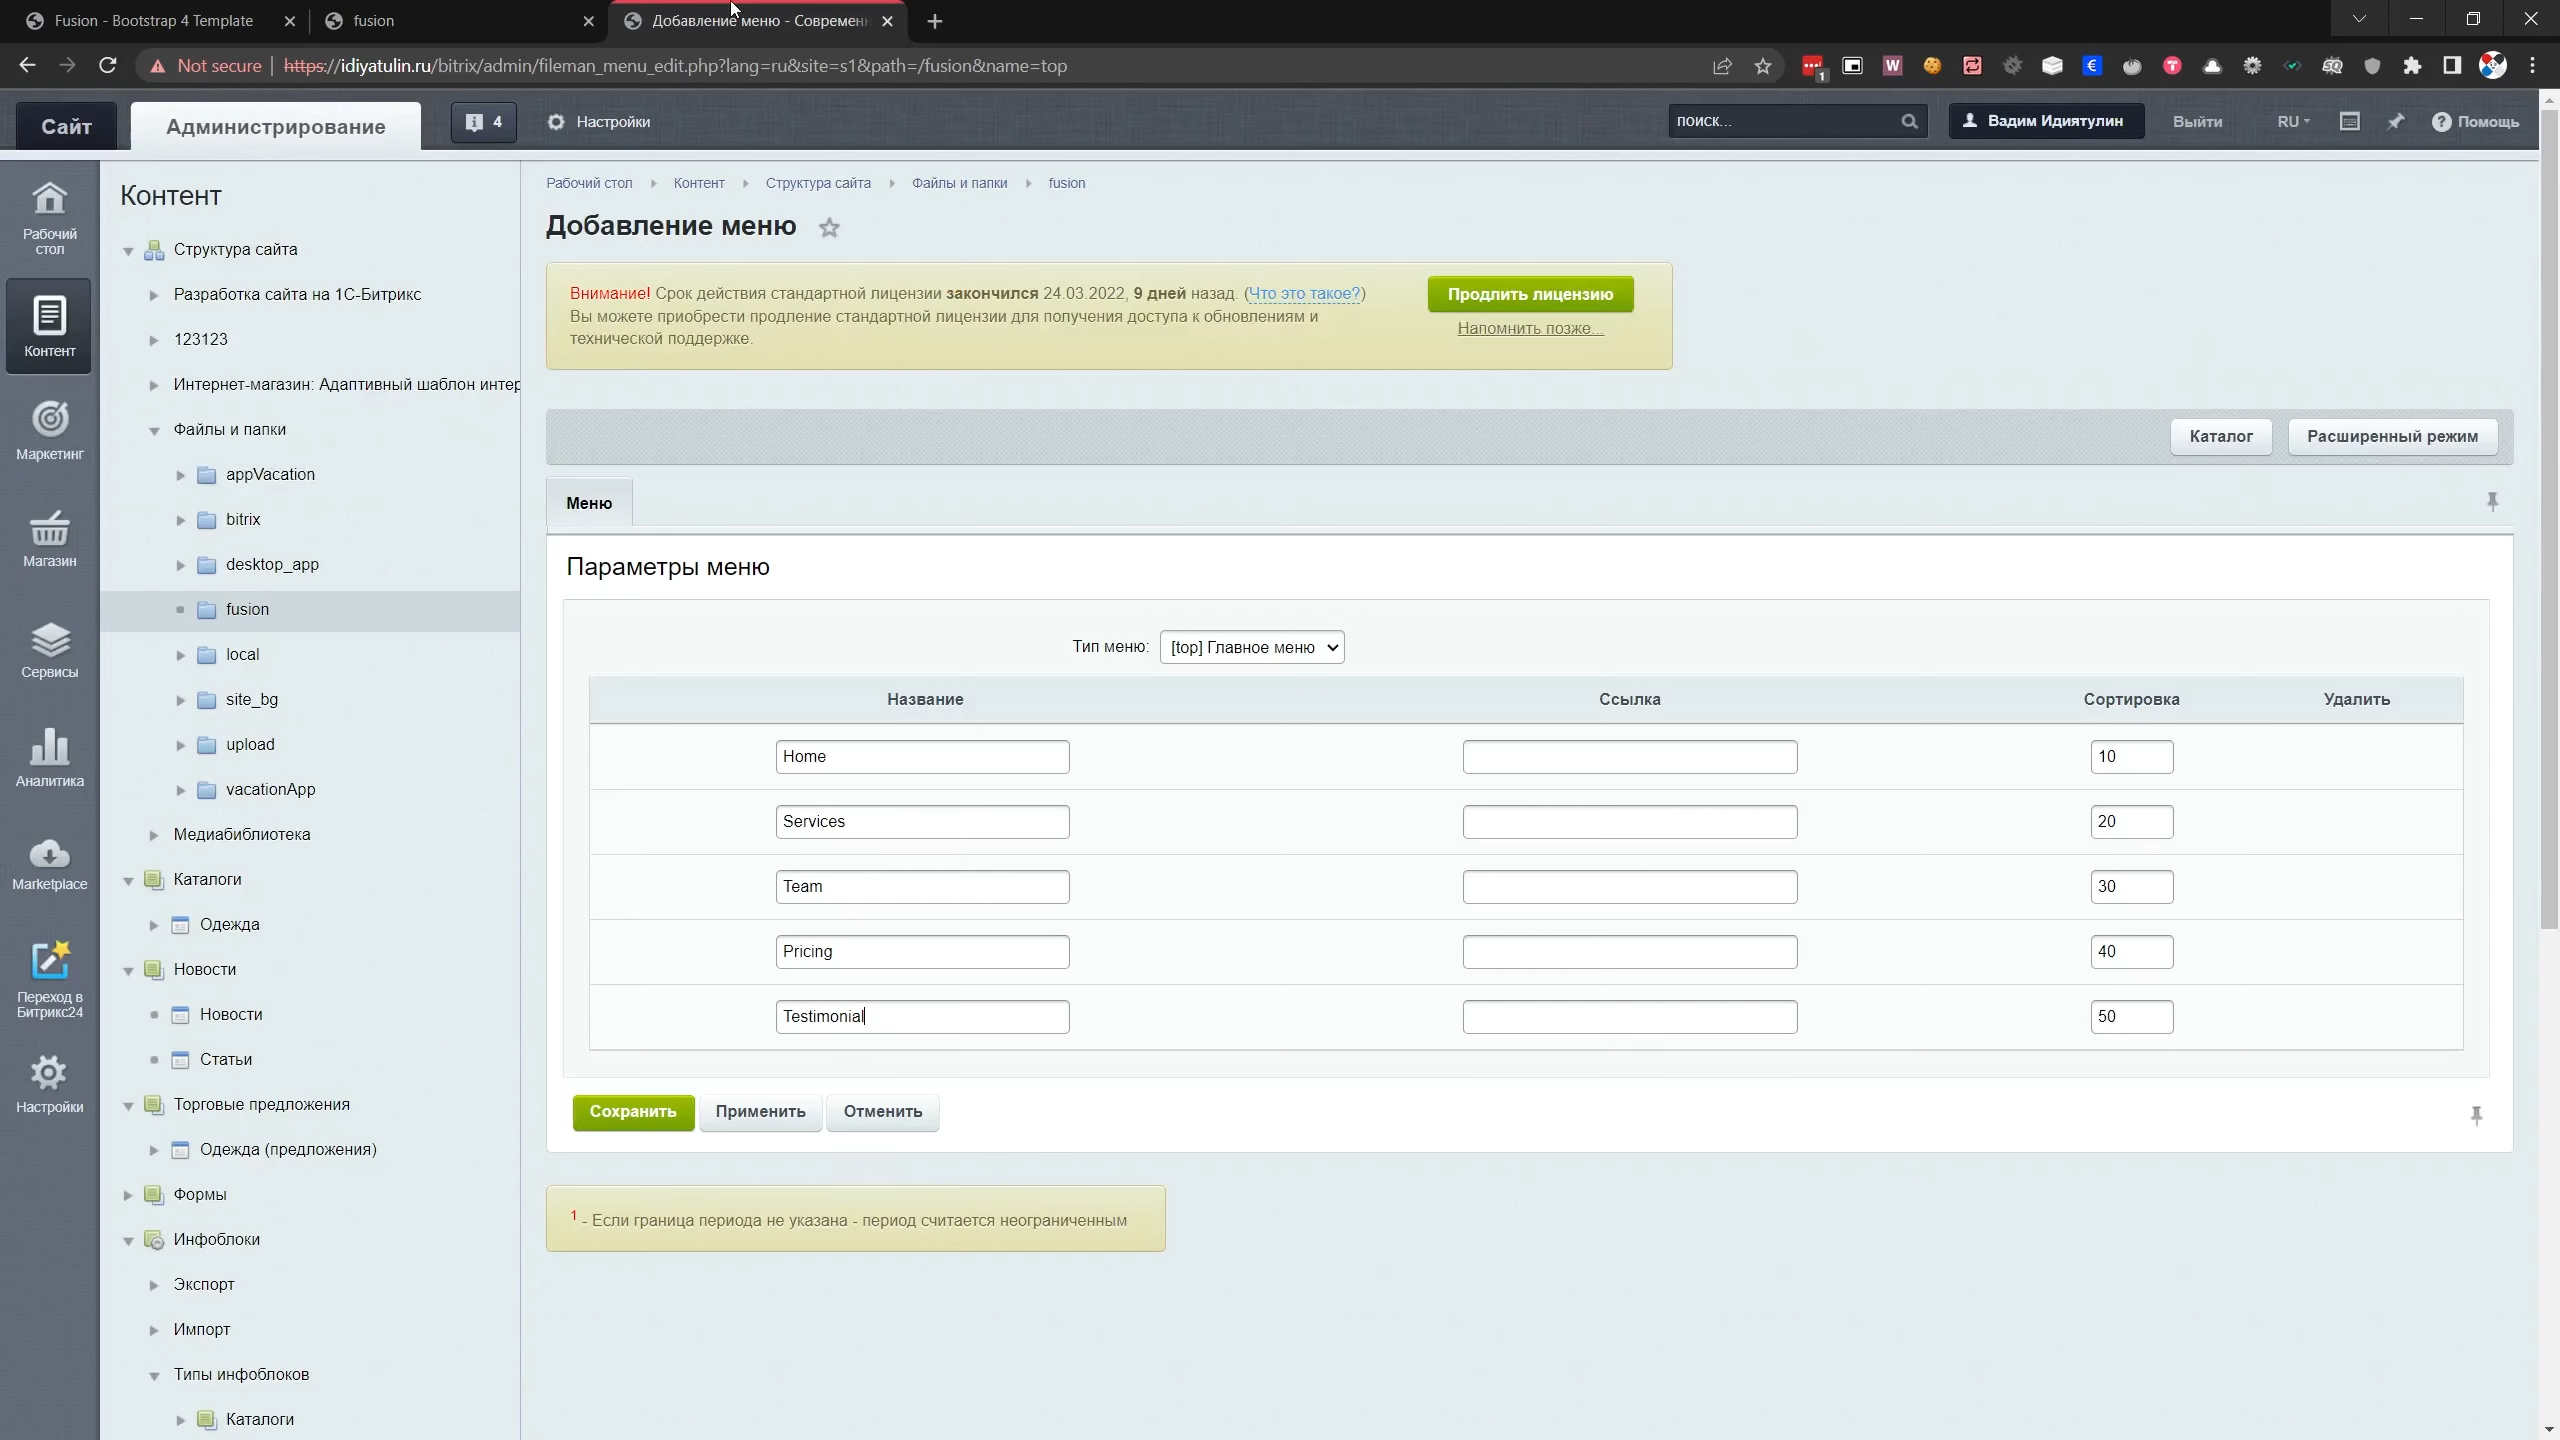 Fusion - Bootstrap 4 Template
fusion
Добавление меню - Современн
Not secure
https://idiyatulin.ru/bitrix/admin/fileman_menu_edit.php?lang=ru&site=s1&path=/fusion&name=top
1
W
Сайт
Администрирование
4
Настройки
поиск...
Вадим Идиятулин
Выйти
RU
Помощь
Рабочий стол
Контент
Маркетинг
Магазин
Сервисы
Аналитика
Marketplace
Переход в Битрикс24
Настройки
Контент
Структура сайта
Разработка сайта на 1С-Битрикс
123123
Интернет-магазин: Адаптивный шаблон интер
Файлы и папки
appVacation
bitrix
desktop_app
fusion
local
site_bg
upload
vacationApp
Медиабиблиотека
Каталоги
Одежда
Новости
Новости
Статьи
Торговые предложения
Одежда (предложения)
Формы
Инфоблоки
Экспорт
Импорт
Типы инфоблоков
Каталоги
Рабочий стол
Контент
Структура сайта
Файлы и папки
fusion
Добавление меню
Внимание! Срок действия стандартной лицензии закончился 24.03.2022, 9 дней назад. (Что это такое?)
Вы можете приобрести продление стандартной лицензии для получения доступа к обновлениям и
технической поддержке.
Продлить лицензию
Напомнить позже...
Каталог
Расширенный режим
Меню
Параметры меню
Тип меню: [top] Главное меню
Название Ссылка Сортировка Удалить
Home 10
Services 20
Team 30
Pricing 40
Testimonial 50
Сохранить
Применить
Отменить
1 - Если граница периода не указана - период считается неограниченным